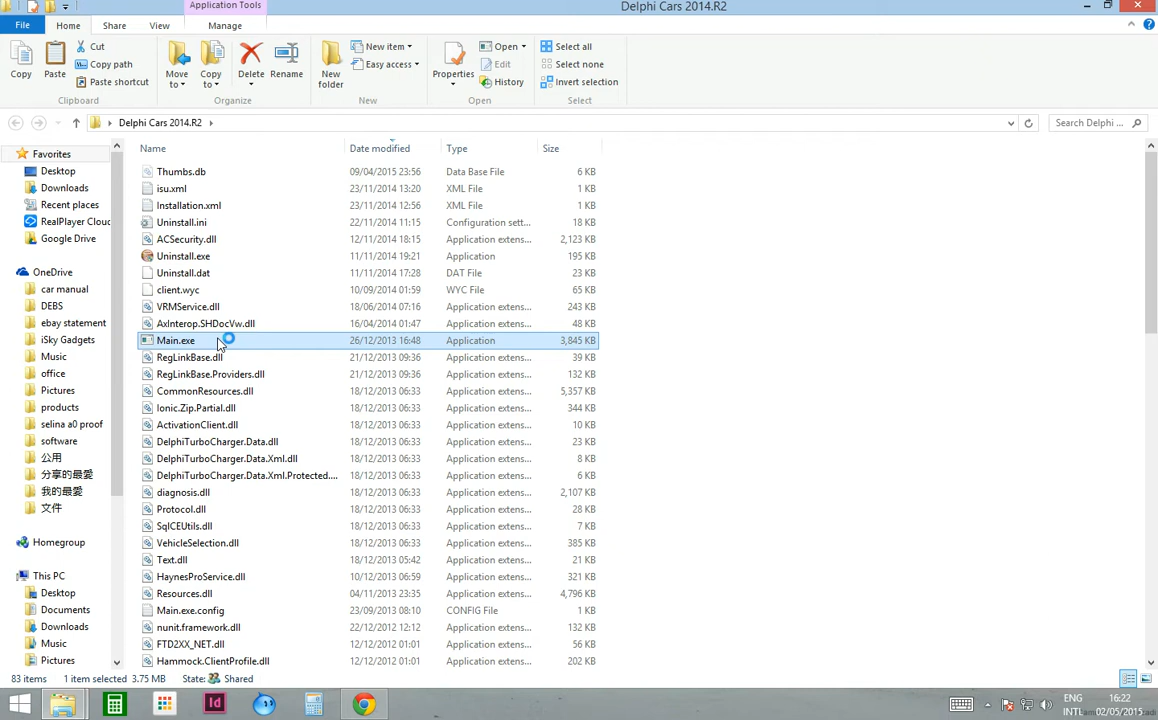 Application Tools
Delphi Cars 2014.R2
File Home Share View Manage
Cut
Copy path
Paste shortcut
Copy Paste
Clipboard
Move to Copy to Delete Rename
Organize
New item
Easy access
New folder
New
Properties
Open
Edit
History
Open
Select all
Select none
Invert selection
Select
Delphi Cars 2014.R2
Search Delphi ...
Favorites
Desktop
Downloads
Recent places
RealPlayer Cloud
Google Drive
OneDrive
car manual
DEBS
ebay statement
iSky Gadgets
Music
office
Pictures
products
selina a0 proof
software
公用
分享的最愛
我的最愛
文件
Homegroup
This PC
Desktop
Documents
Downloads
Music
Pictures
Name Date modified Type Size
Thumbs.db 09/04/2015 23:56 Data Base File 6 KB
isu.xml 23/11/2014 13:20 XML File 1 KB
Installation.xml 23/11/2014 12:56 XML File 1 KB
Uninstall.ini 22/11/2014 11:15 Configuration sett... 18 KB
ACSecurity.dll 12/11/2014 18:15 Application extens... 2,123 KB
Uninstall.exe 11/11/2014 19:21 Application 195 KB
Uninstall.dat 11/11/2014 17:28 DAT File 23 KB
client.wyc 10/09/2014 01:59 WYC File 65 KB
VRMService.dll 18/06/2014 07:16 Application extens... 243 KB
AxInterop.SHDocVw.dll 16/04/2014 01:47 Application extens... 48 KB
Main.exe 26/12/2013 16:48 Application 3,845 KB
RegLinkBase.dll 21/12/2013 09:36 Application extens... 39 KB
RegLinkBase.Providers.dll 21/12/2013 09:36 Application extens... 132 KB
CommonResources.dll 18/12/2013 06:33 Application extens... 5,357 KB
Ionic.Zip.Partial.dll 18/12/2013 06:33 Application extens... 344 KB
ActivationClient.dll 18/12/2013 06:33 Application extens... 10 KB
DelphiTurboCharger.Data.dll 18/12/2013 06:33 Application extens... 23 KB
DelphiTurboCharger.Data.Xml.dll 18/12/2013 06:33 Application extens... 8 KB
DelphiTurboCharger.Data.Xml.Protected.... 18/12/2013 06:33 Application extens... 6 KB
diagnosis.dll 18/12/2013 06:33 Application extens... 2,107 KB
Protocol.dll 18/12/2013 06:33 Application extens... 28 KB
SqlCEUtils.dll 18/12/2013 06:33 Application extens... 7 KB
VehicleSelection.dll 18/12/2013 06:33 Application extens... 385 KB
Text.dll 18/12/2013 05:42 Application extens... 21 KB
HaynesProService.dll 10/12/2013 06:59 Application extens... 321 KB
Resources.dll 04/11/2013 23:35 Application extens... 4,796 KB
Main.exe.config 23/09/2013 08:10 CONFIG File 1 KB
nunit.framework.dll 22/12/2012 12:12 Application extens... 132 KB
FTD2XX_NET.dll 12/12/2012 01:01 Application extens... 56 KB
Hammock.ClientProfile.dll 12/12/2012 01:01 Application extens... 202 KB
83 items 1 item selected 3.75 MB State: Shared
Id
ENG 16:22
INTL 02/05/2015